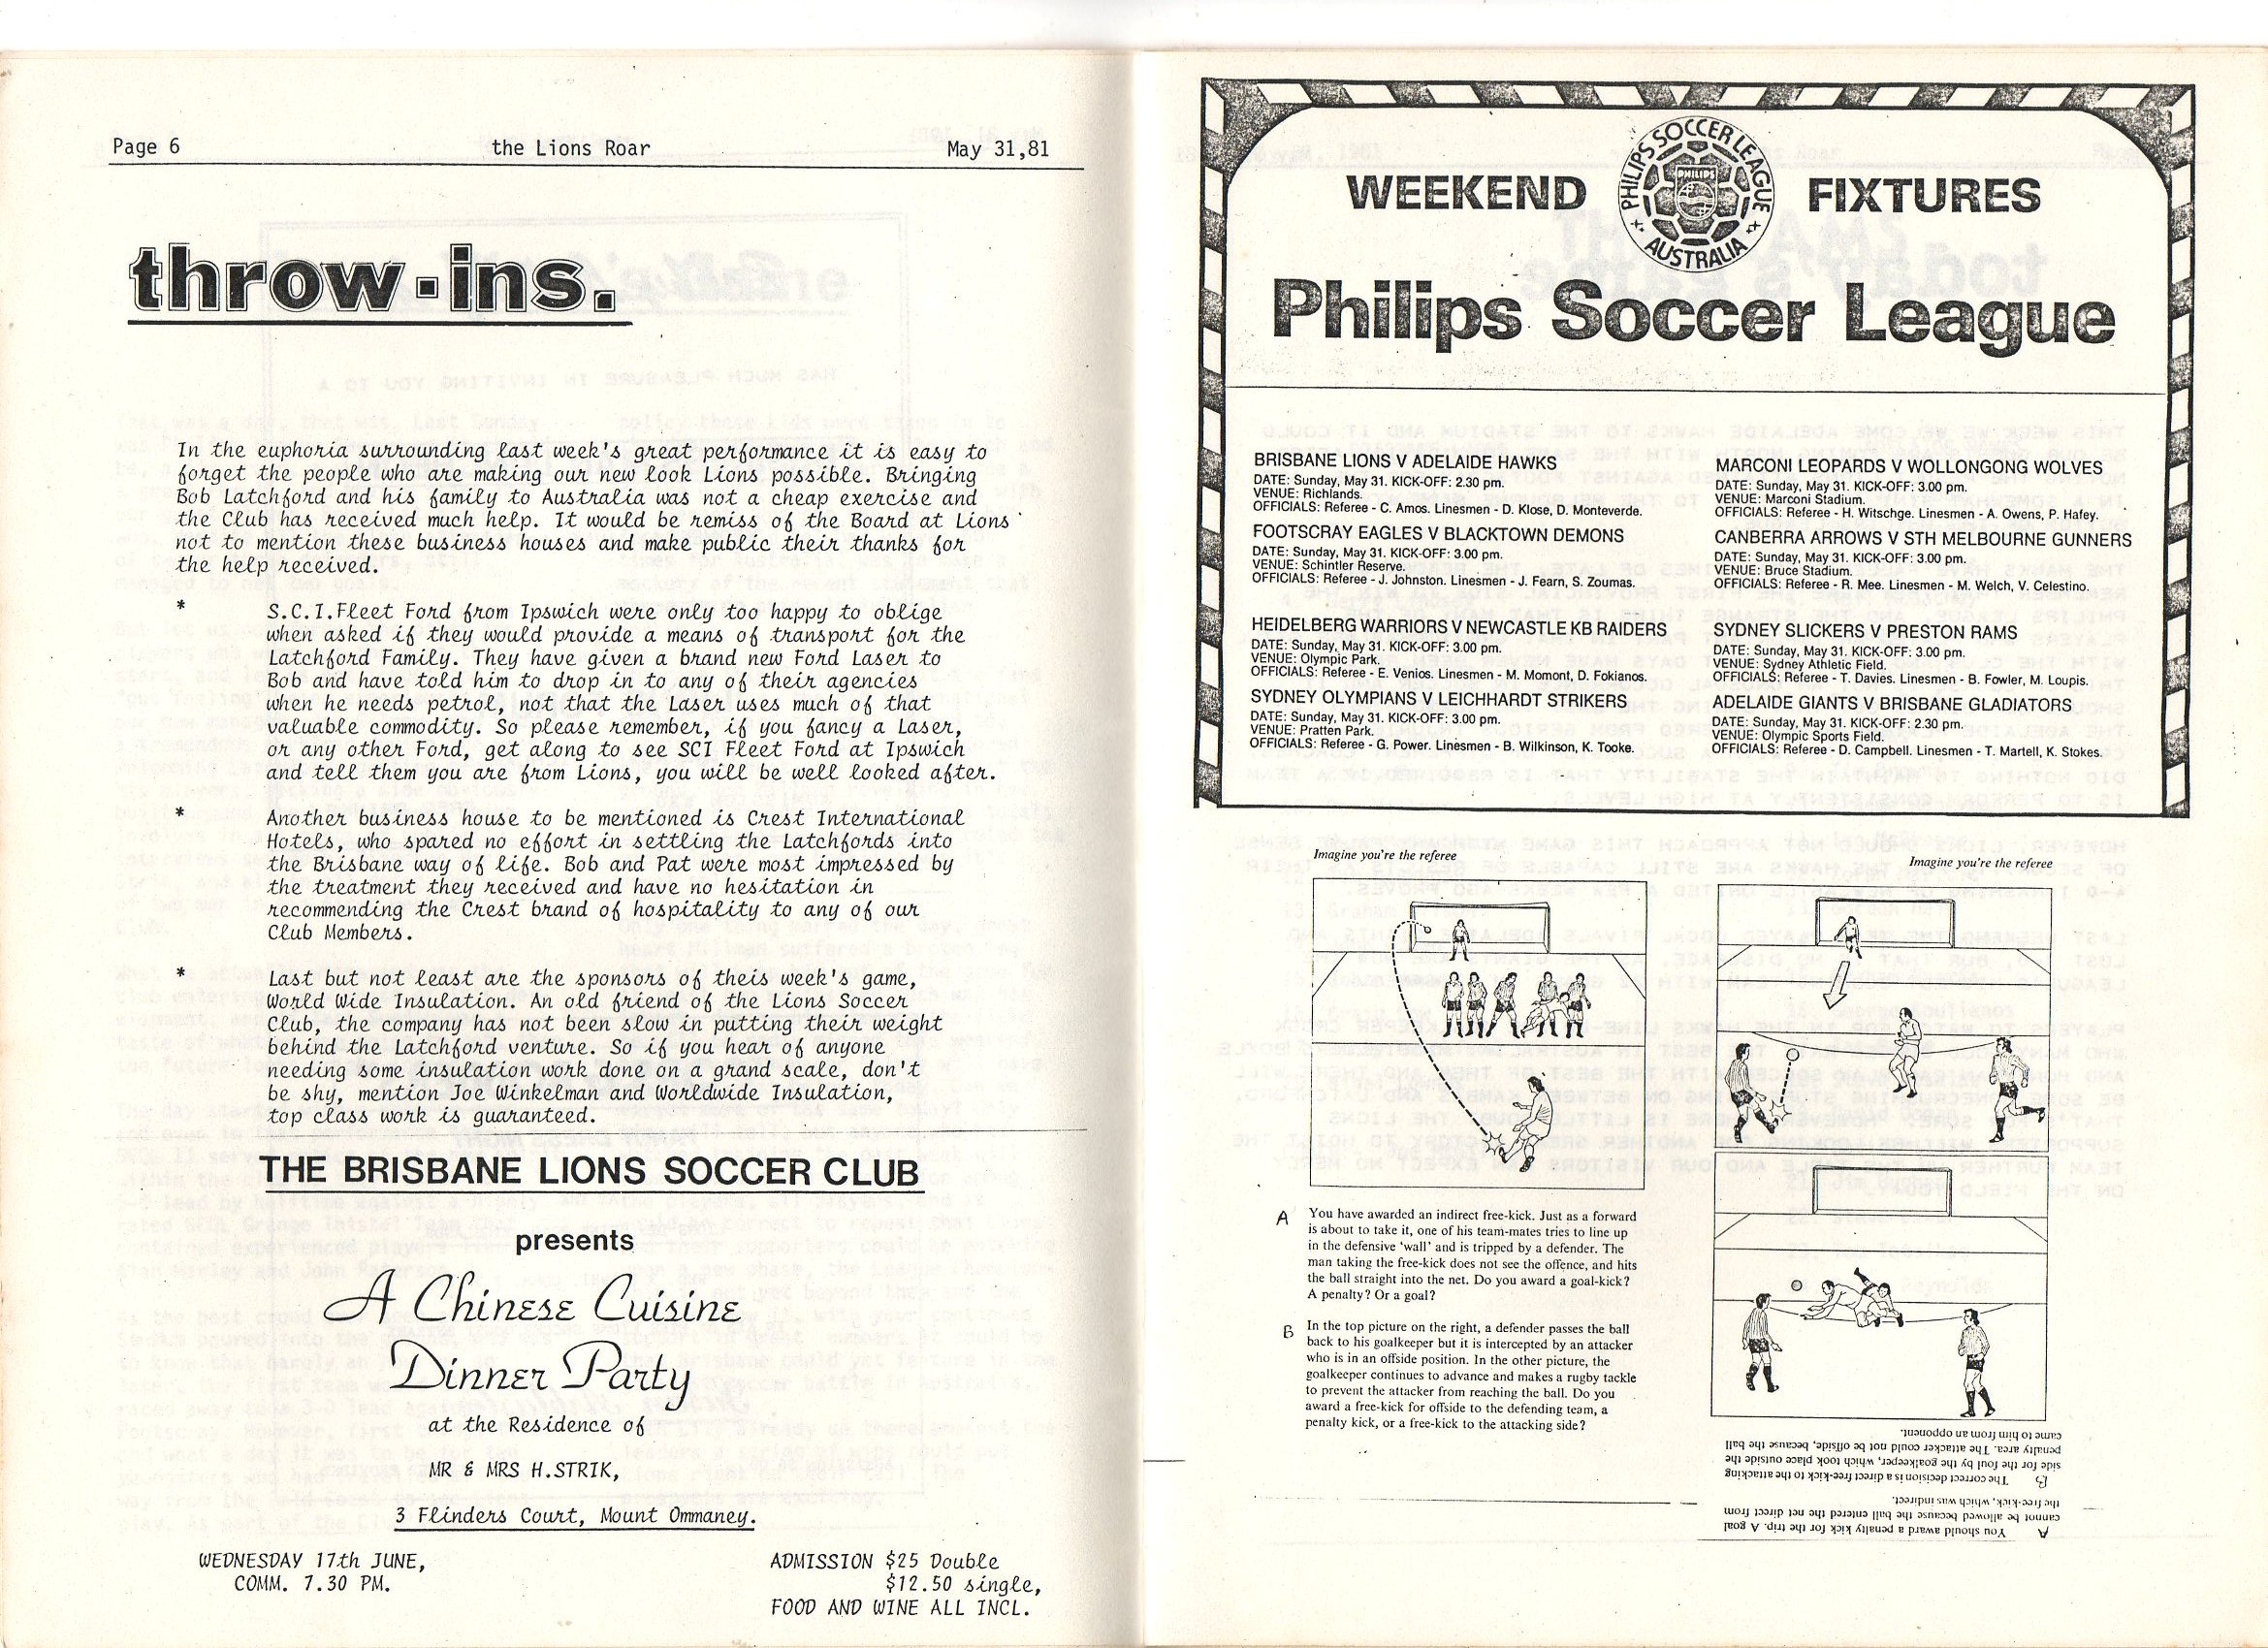 Page 6
the Lions Roar
May 31,81
throw-ins.
In the euphoria surrounding last week's great performance it is easy to
forget the people who are making our new look Lions possible. Bringing
Bob Latchford and his family to Australia was not a cheap exercise and
the Club has received much help. It would be remiss of the Board at Lions
not to mention these business houses and make public their thanks for
the help received.
* S.C.I.Fleet Ford from Ipswich were only too happy to oblige
when asked if they would provide a means of transport for the
Latchford Family. They have given a brand new Ford Laser to
Bob and have told him to drop in to any of their agencies
when he needs petrol, not that the Laser uses much of that
valuable commodity. So please remember, if you fancy a Laser,
or any other Ford, get along to see SCI Fleet Ford at Ipswich
and tell them you are from Lions, you will be well looked after.
* Another business house to be mentioned is Crest International
Hotels, who spared no effort in settling the Latchfords into
the Brisbane way of life. Bob and Pat were most impressed by
the treatment they received and have no hesitation in
recommending the Crest brand of hospitality to any of our
Club Members.
* Last but not least are the sponsors of theis week's game,
World Wide Insulation. An old friend of the Lions Soccer
Club, the company has not been slow in putting their weight
behind the Latchford venture. So if you hear of anyone
needing some insulation work done on a grand scale, don't
be shy, mention Joe Winkelman and Worldwide Insulation,
top class work is guaranteed.
THE BRISBANE LIONS SOCCER CLUB
presents
A Chinese Cuisine
Dinner Party
at the Residence of
MR & MRS H.STRIK,
3 Flinders Court, Mount Ommaney.
WEDNESDAY 17th JUNE,
COMM. 7.30 PM.
ADMISSION $25 Double
$12.50 single,
FOOD AND WINE ALL INCL.
WEEKEND FIXTURES
PHILIPS SOCCER LEAGUE
PHILIPS
AUSTRALIA
Philips Soccer League
BRISBANE LIONS V ADELAIDE HAWKS
DATE: Sunday, May 31. KICK-OFF: 2.30 pm.
VENUE: Richlands.
OFFICIALS: Referee - C. Amos. Linesmen - D. Klose, D. Monteverde.
FOOTSCRAY EAGLES V BLACKTOWN DEMONS
DATE: Sunday, May 31. KICK-OFF: 3.00 pm.
VENUE: Schintler Reserve.
OFFICIALS: Referee - J. Johnston. Linesmen - J. Fearn, S. Zoumas.
HEIDELBERG WARRIORS V NEWCASTLE KB RAIDERS
DATE: Sunday, May 31. KICK-OFF: 3.00 pm.
VENUE: Olympic Park.
OFFICIALS: Referee - E. Venios. Linesmen - M. Momont, D. Fokianos.
SYDNEY OLYMPIANS V LEICHHARDT STRIKERS
DATE: Sunday, May 31. KICK-OFF: 3.00 pm.
VENUE: Pratten Park.
OFFICIALS: Referee - G. Power. Linesmen - B. Wilkinson, K. Tooke.
MARCONI LEOPARDS V WOLLONGONG WOLVES
DATE: Sunday, May 31. KICK-OFF: 3.00 pm.
VENUE: Marconi Stadium.
OFFICIALS: Referee - H. Witschge. Linesmen - A. Owens, P. Hafey.
CANBERRA ARROWS V STH MELBOURNE GUNNERS
DATE: Sunday, May 31. KICK-OFF: 3.00 pm.
VENUE: Bruce Stadium.
OFFICIALS: Referee - R. Mee. Linesmen - M. Welch, V. Celestino.
SYDNEY SLICKERS V PRESTON RAMS
DATE: Sunday, May 31. KICK-OFF: 3.00 pm.
VENUE: Sydney Athletic Field.
OFFICIALS: Referee - T. Davies. Linesmen - B. Fowler, M. Loupis.
ADELAIDE GIANTS V BRISBANE GLADIATORS
DATE: Sunday, May 31. KICK-OFF: 2.30 pm.
VENUE: Olympic Sports Field.
OFFICIALS: Referee - D. Campbell. Linesmen - T. Martell, K. Stokes.
Imagine you're the referee
Imagine you're the referee
A You have awarded an indirect free-kick. Just as a forward
is about to take it, one of his team-mates tries to line up
in the defensive 'wall' and is tripped by a defender. The
man taking the free-kick does not see the offence, and hits
the ball straight into the net. Do you award a goal-kick?
A penalty? Or a goal?
B In the top picture on the right, a defender passes the ball
back to his goalkeeper but it is intercepted by an attacker
who is in an offside position. In the other picture, the
goalkeeper continues to advance and makes a rugby tackle
to prevent the attacker from reaching the ball. Do you
award a free-kick for offside to the defending team, a
penalty kick, or a free-kick to the attacking side?
A You should award a penalty kick for the trip. A goal
cannot be allowed because the ball entered the net direct from
the free-kick, which was indirect.
B The correct decision is a direct free-kick to the attacking
side for the foul by the goalkeeper, which took place outside the
penalty area. The attacker could not be offside, because the ball
came to him from an opponent.